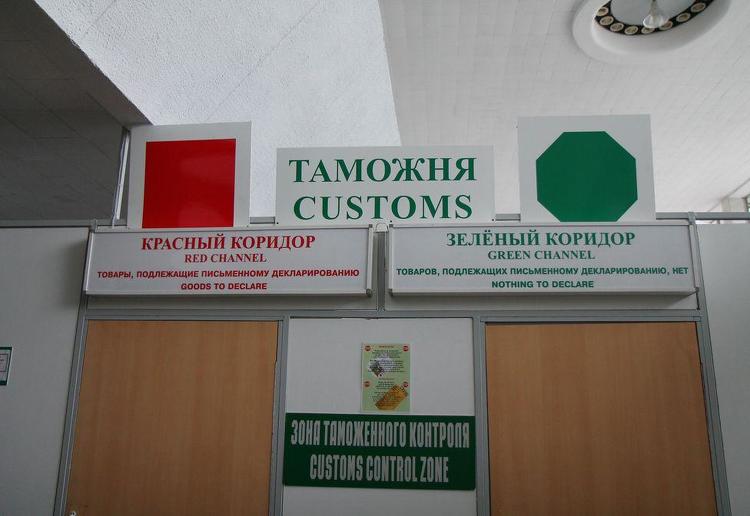 ТАМОЖНЯ
CUSTOMS
КРАСНЫЙ КОРИДОР
RED CHANNEL
ТОВАРЫ, ПОДЛЕЖАЩИЕ ПИСЬМЕННОМУ ДЕКЛАРИРОВАНИЮ
GOODS TO DECLARE
ЗЕЛЁНЫЙ КОРИДОР
GREEN CHANNEL
ТОВАРОВ, ПОДЛЕЖАЩИХ ПИСЬМЕННОМУ ДЕКЛАРИРОВАНИЮ, НЕТ
NOTHING TO DECLARE
ЗОНА ТАМОЖЕННОГО КОНТРОЛЯ
CUSTOMS CONTROL ZONE